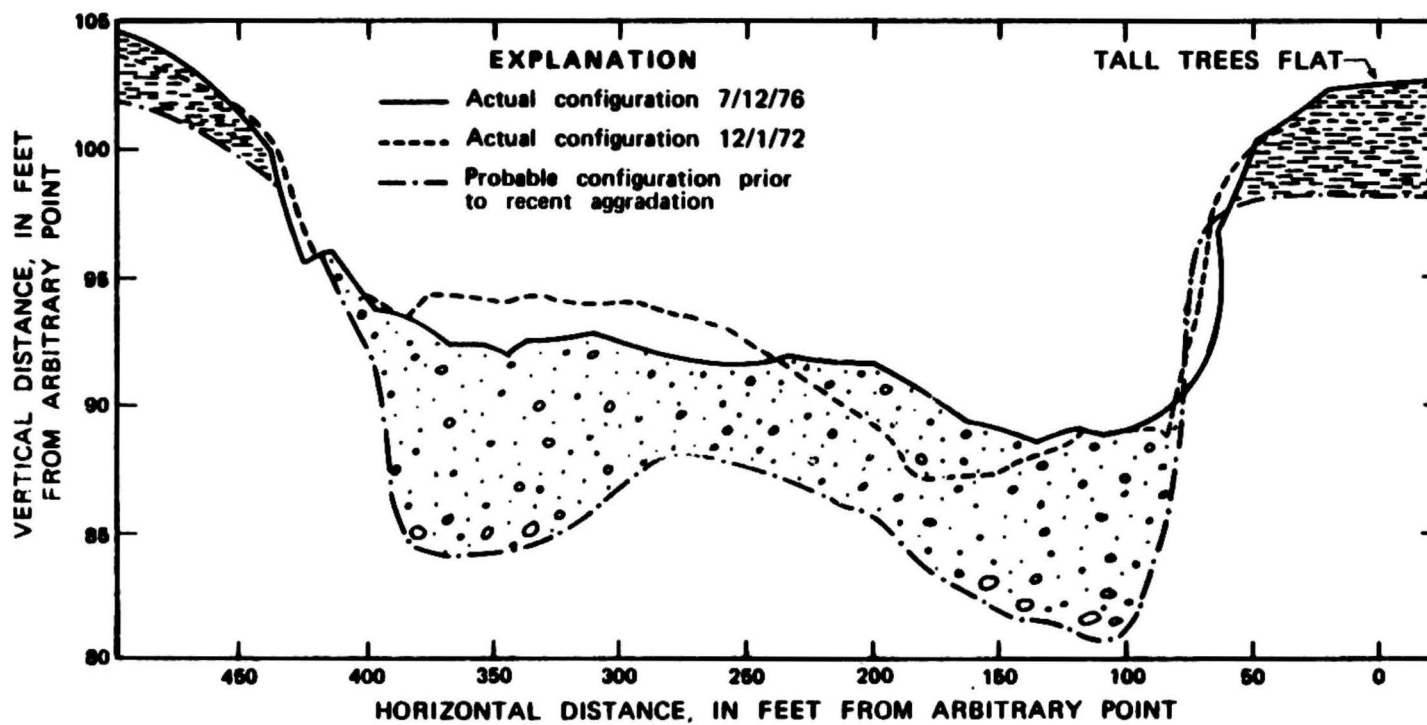 EXPLANATION
Actual configuration 7/12/76
Actual configuration 12/1/72
Probable configuration prior
to recent aggradation
TALL TREES FLAT
VERTICAL DISTANCE, IN FEET
FROM ARBITRARY POINT
105
100
95
90
85
80
450
400
350
300
250
200
150
100
50
0
HORIZONTAL DISTANCE, IN FEET FROM ARBITRARY POINT